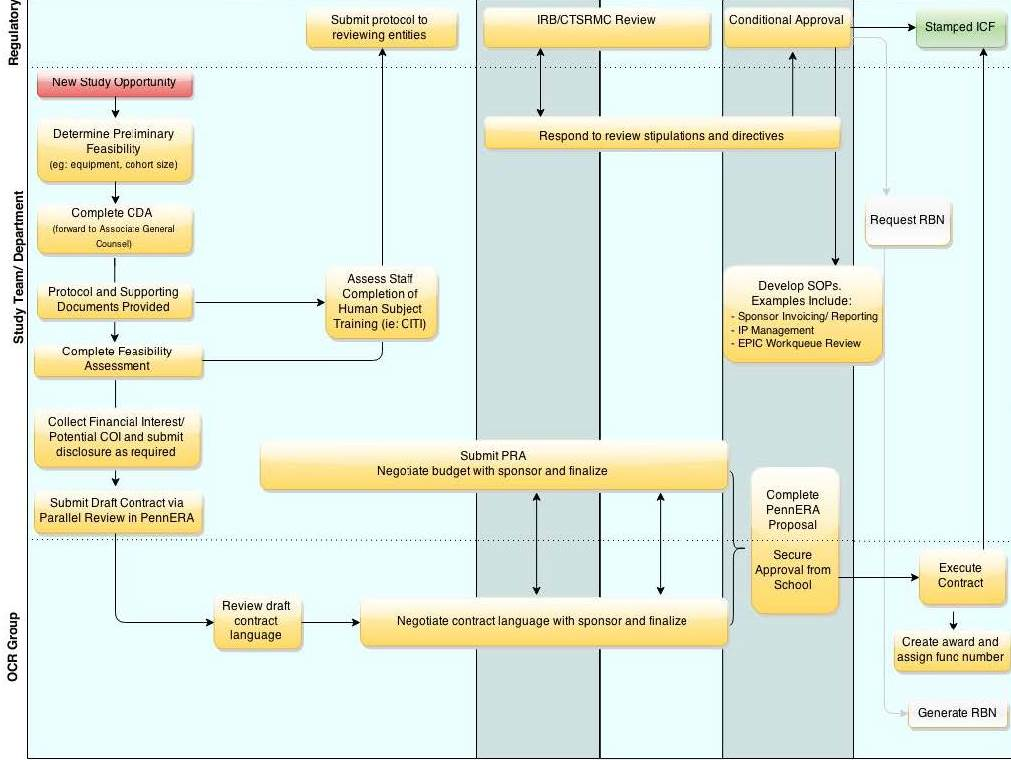 Regulatory
Submit protocol to
reviewing entities
IRB/CTSRMC Review
Conditional Approval
Stamped ICF
Study Team/ Department
New Study Opportunity
Determine Preliminary
Feasibility
(eg: equipment, cohort size)
Complete CDA
(forward to Associate General
Counsel)
Protocol and Supporting
Documents Provided
Complete Feasibility
Assessment
Collect Financial Interest/
Potential COI and submit
disclosure as required
Submit Draft Contract via
Parallel Review in PennERA
Assess Staff
Completion of
Human Subject
Training (ie: CITI)
Respond to review stipulations and directives
Request RBN
Develop SOPs.
Examples Include:
- Sponsor Invoicing/ Reporting
- IP Management
- EPIC Workqueue Review
Submit PRA
Negotiate budget with sponsor and finalize
Complete
PennERA
Proposal
Secure
Approval from
School
OCR Group
Review draft
contract
language
Negotiate contract language with sponsor and finalize
Execute
Contract
Create award and
assign fund number
Generate RBN